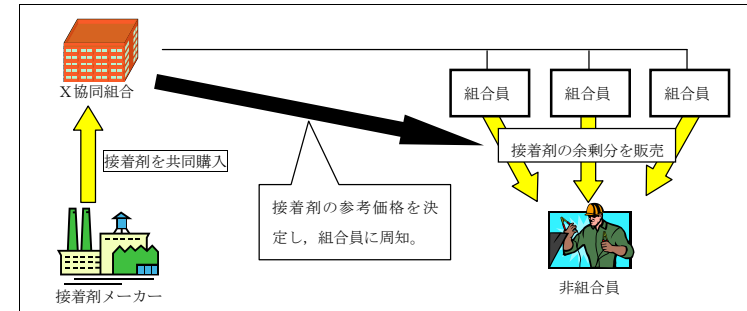 X協同組合
組合員
組合員
組合員
接着剤の余剰分を販売
接着剤を共同購入
接着剤の参考価格を決
定し，組合員に周知。
接着剤メーカー
非組合員